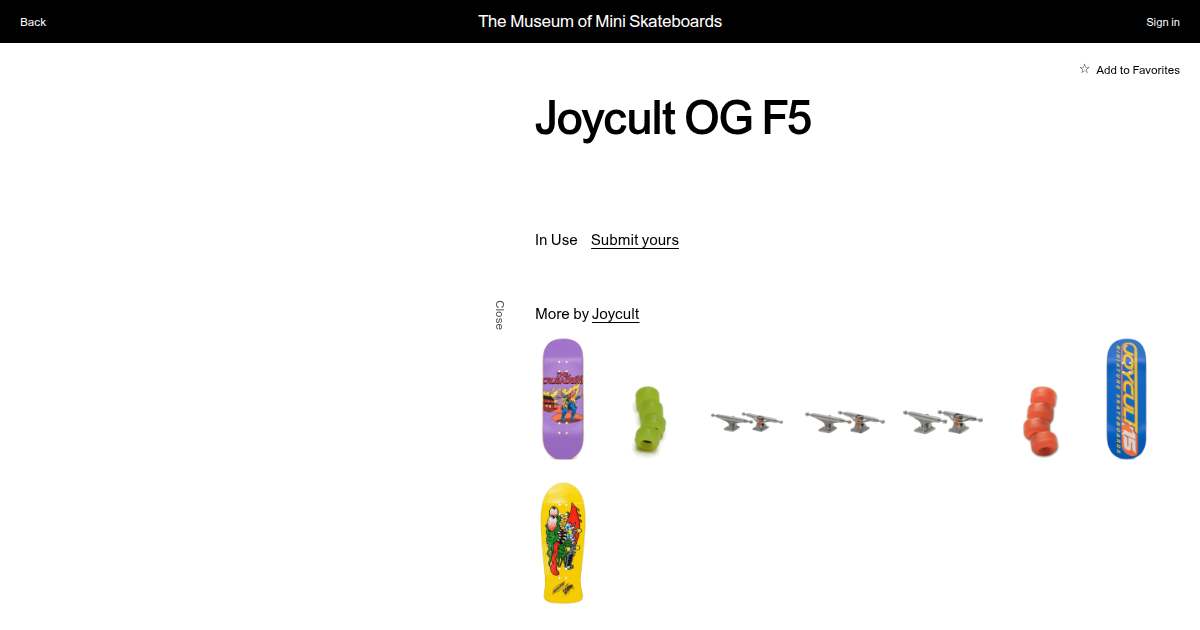 Back
The Museum of Mini Skateboards
Sign in
☆ Add to Favorites
Joycult OG F5
In Use Submit yours
Close
More by Joycult
JOYCULT15